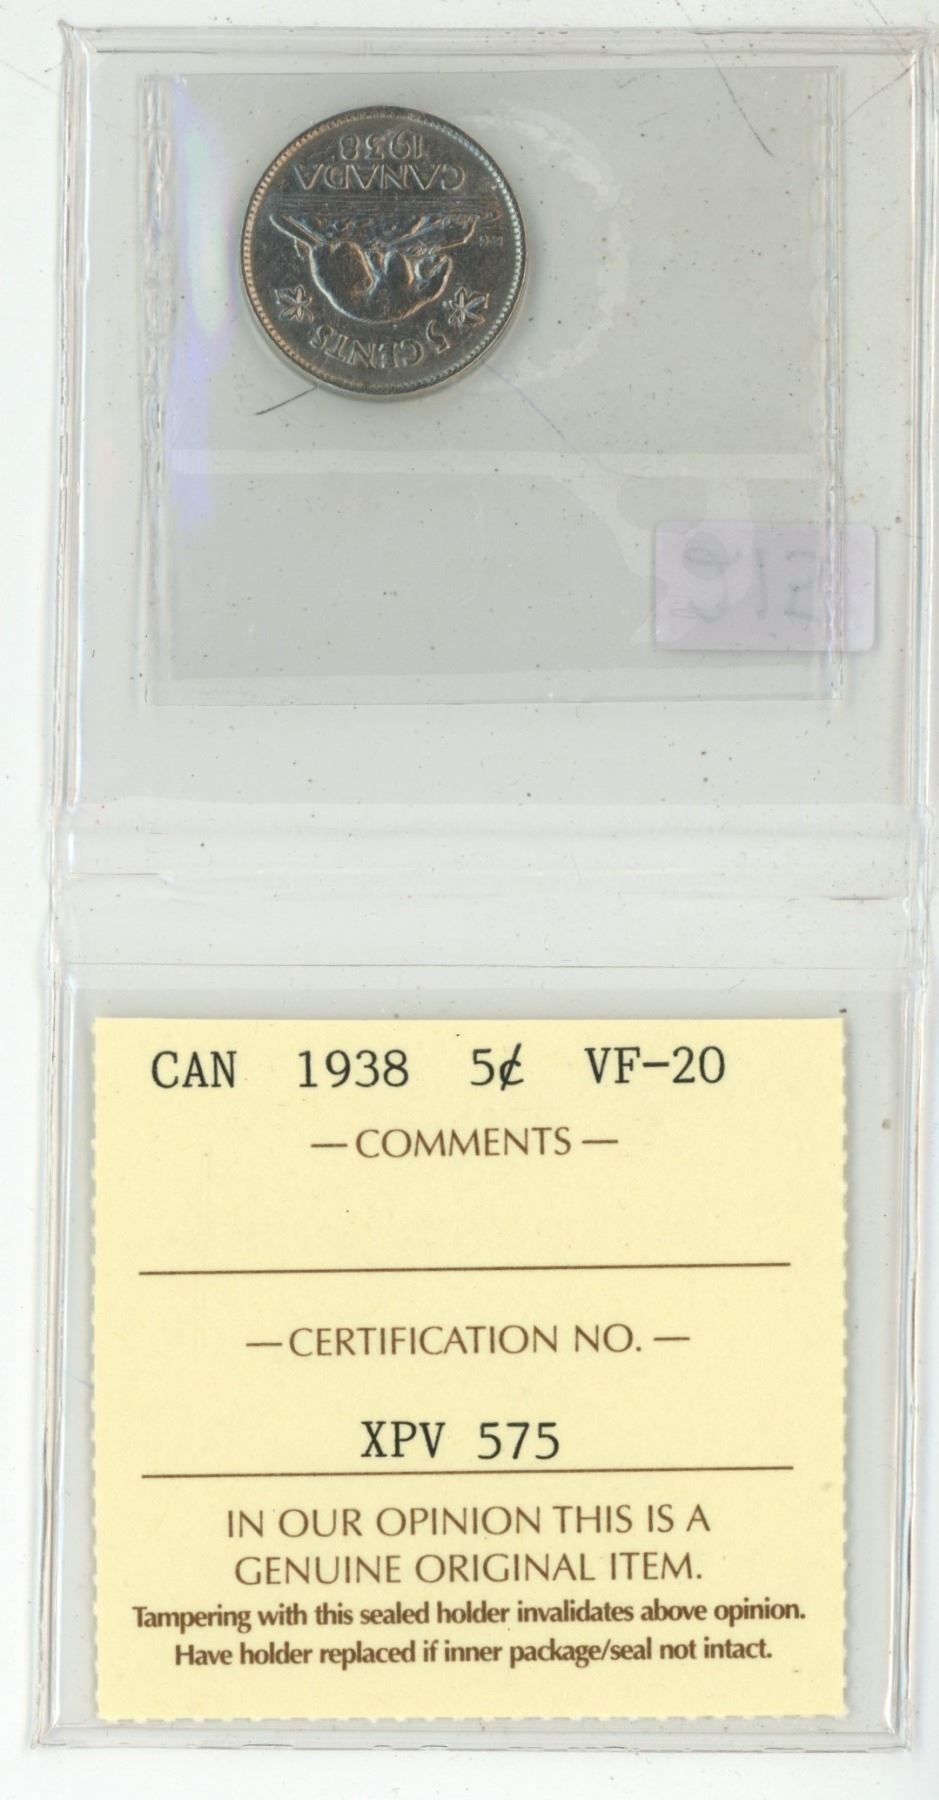 5 CENTS
K·G
CANADA
1938
CAN 1938 5¢ VF-20
— COMMENTS —
— CERTIFICATION NO. —
XPV 575
IN OUR OPINION THIS IS A
GENUINE ORIGINAL ITEM.
Tampering with this sealed holder invalidates above opinion.
Have holder replaced if inner package/seal not intact.